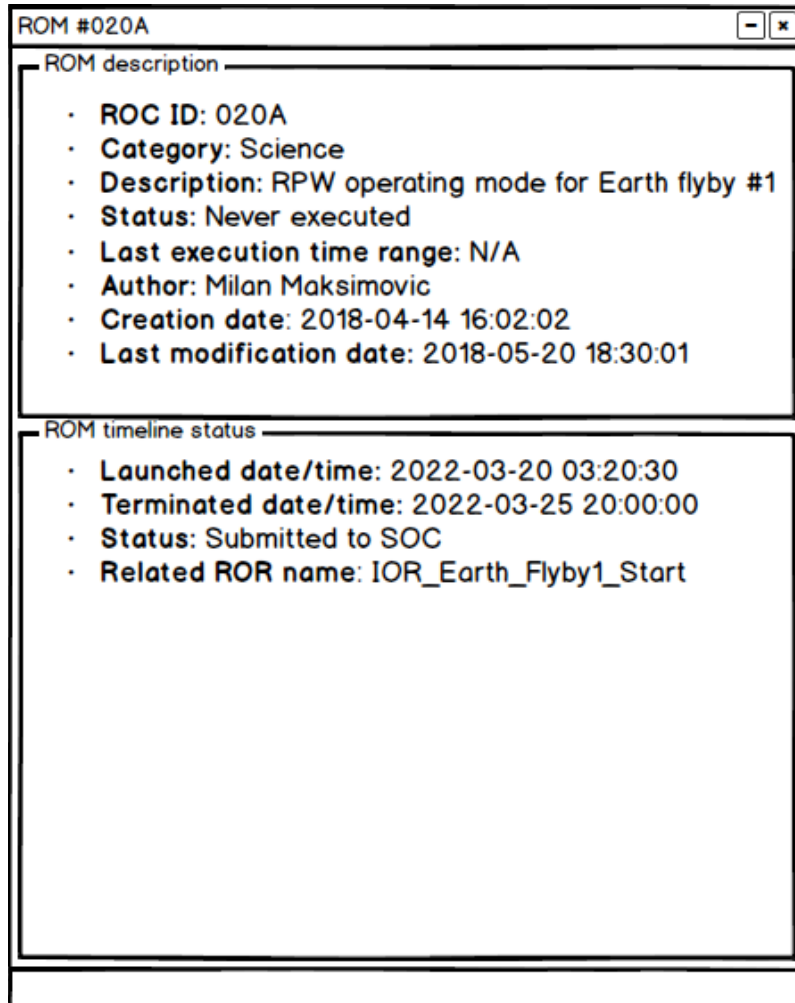 ROM #020A
ROM description
· ROC ID: 020A
· Category: Science
· Description: RPW operating mode for Earth flyby #1
· Status: Never executed
· Last execution time range: N/A
· Author: Milan Maksimovic
· Creation date: 2018-04-14 16:02:02
· Last modification date: 2018-05-20 18:30:01
ROM timeline status
· Launched date/time: 2022-03-20 03:20:30
· Terminated date/time: 2022-03-25 20:00:00
· Status: Submitted to SOC
· Related ROR name: IOR_Earth_Flyby1_Start